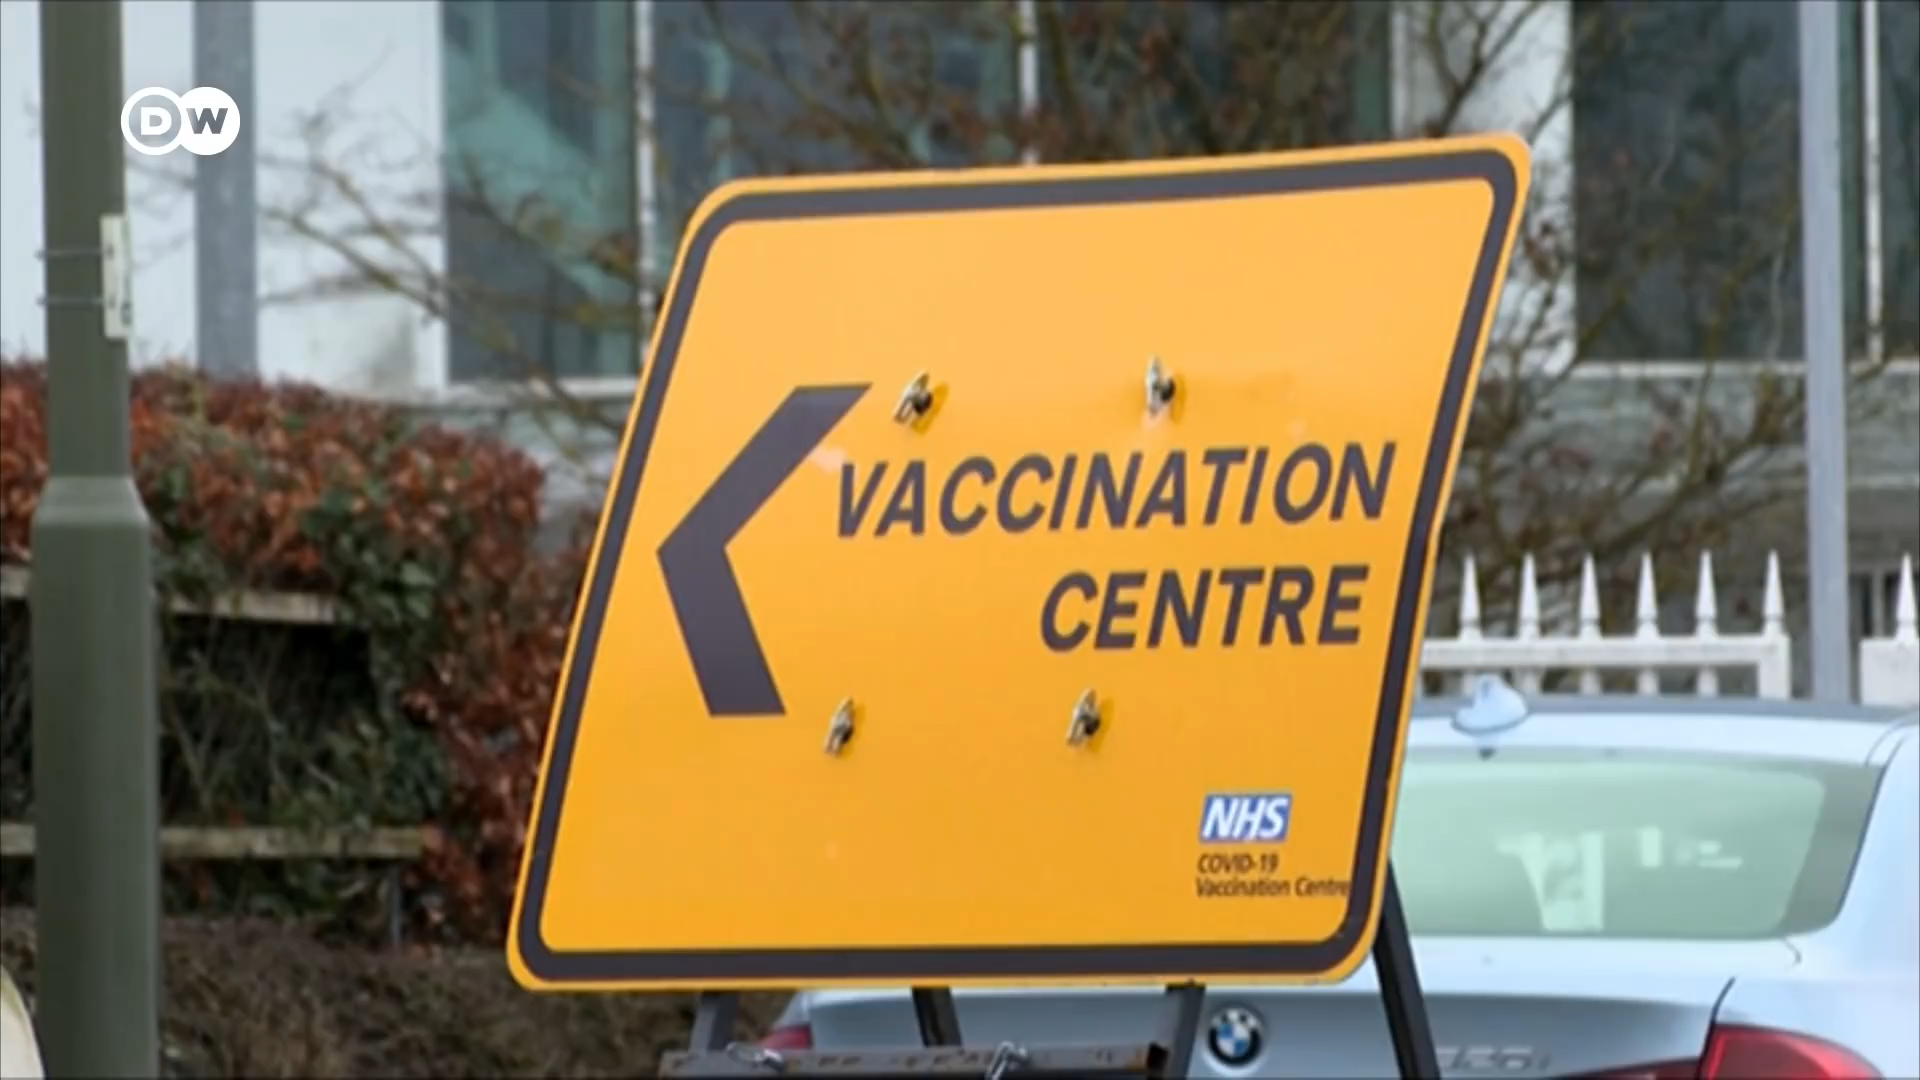 DW
VACCINATION
CENTRE
NHS
COVID-19
Vaccination Centre